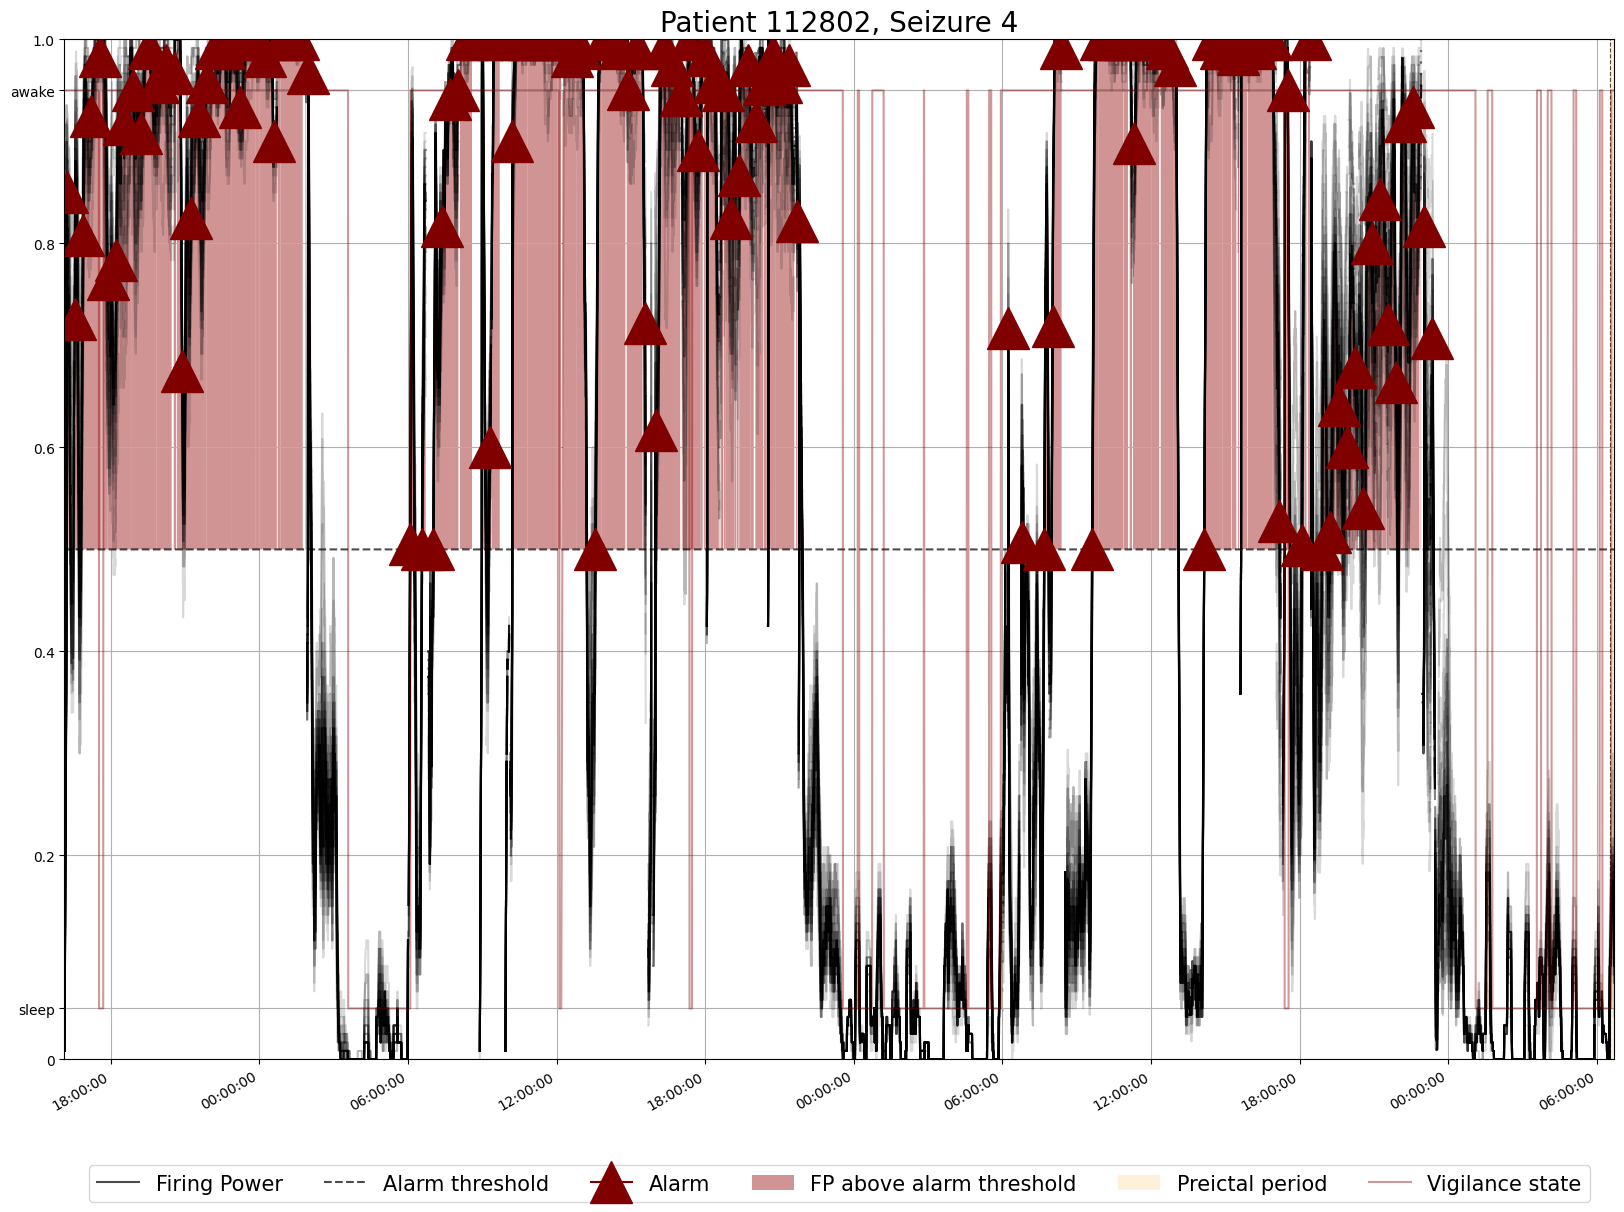 Patient 112802, Seizure 4
1.0
awake
0.8
0.6
0.4
0.2
sleep
0
18:00:00 00:00:00 06:00:00 12:00:00 18:00:00 00:00:00 06:00:00 12:00:00 18:00:00 00:00:00 06:00:00
Firing Power Alarm threshold Alarm FP above alarm threshold Preictal period Vigilance state